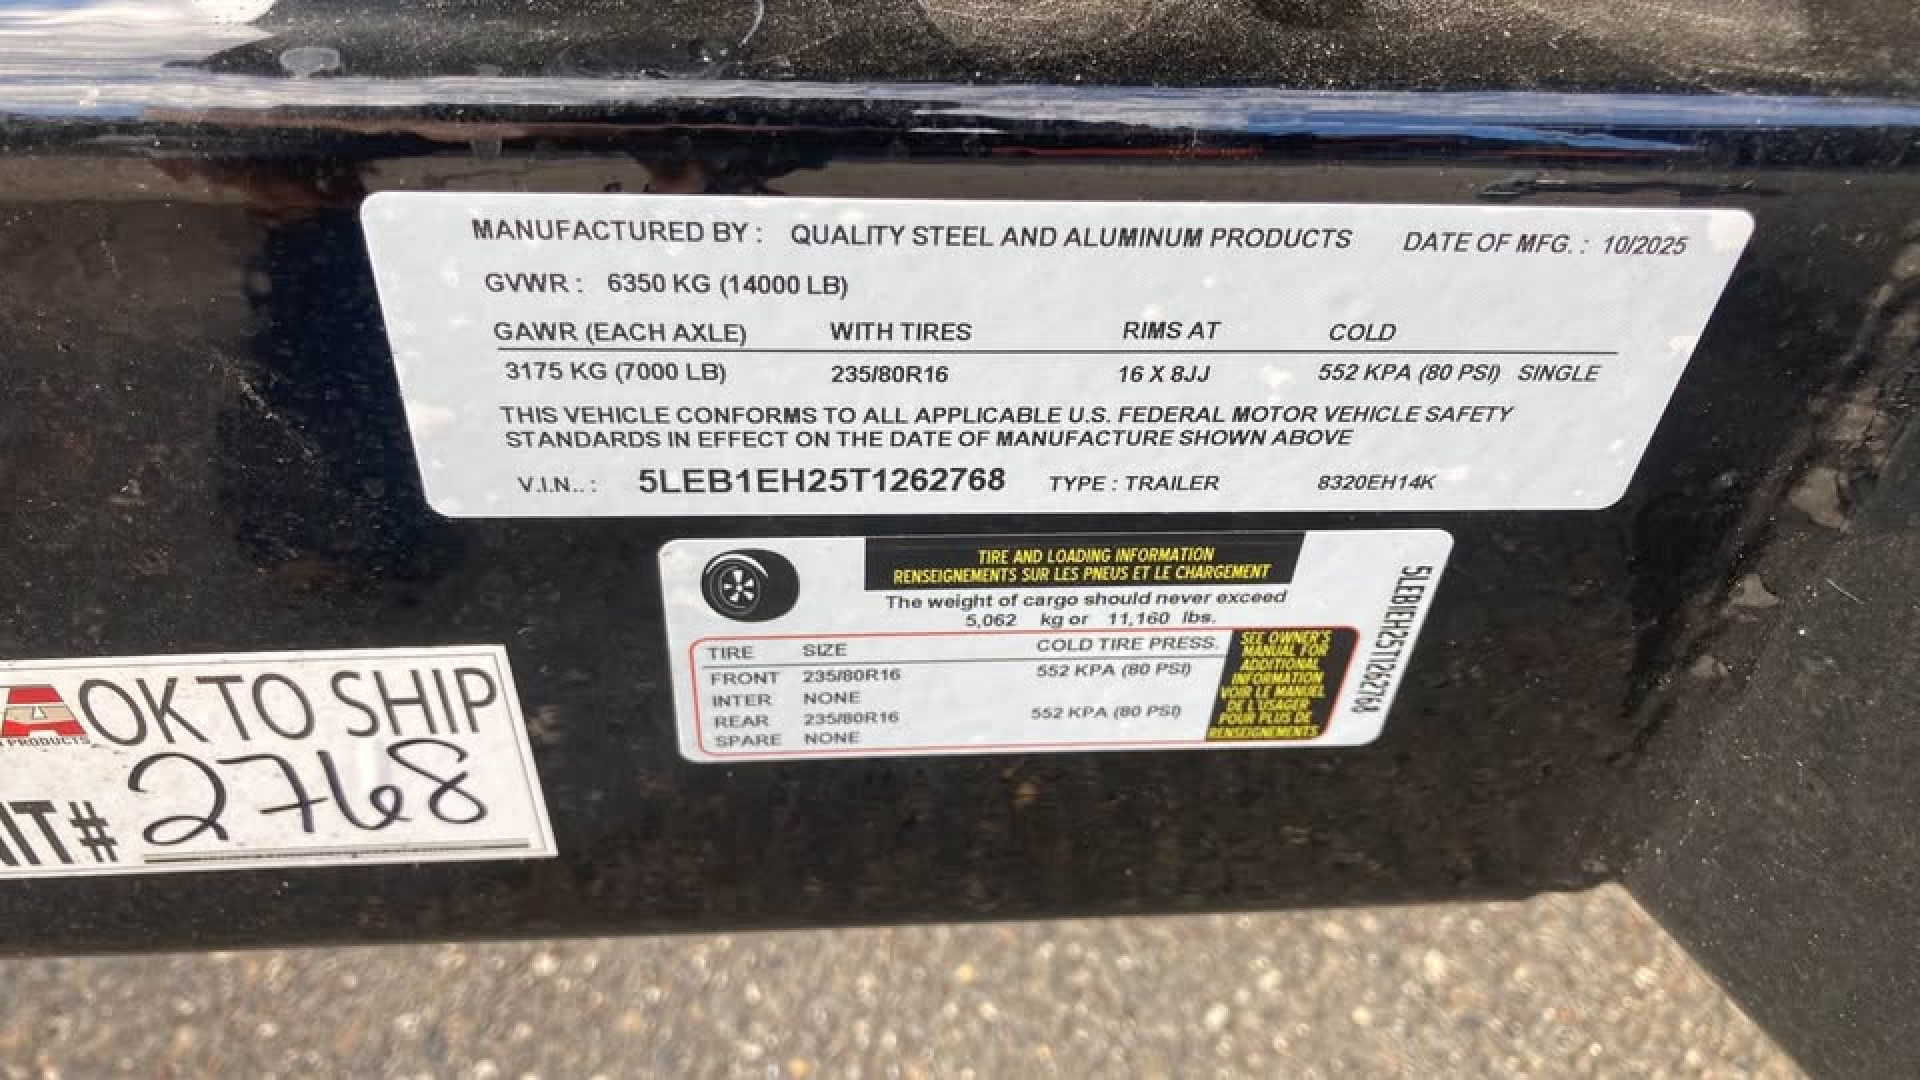 MANUFACTURED BY : QUALITY STEEL AND ALUMINUM PRODUCTS DATE OF MFG. : 10/2025
GVWR : 6350 KG (14000 LB)
GAWR (EACH AXLE) WITH TIRES RIMS AT COLD
3175 KG (7000 LB) 235/80R16 16 X 8JJ 552 KPA (80 PSI) SINGLE
THIS VEHICLE CONFORMS TO ALL APPLICABLE U.S. FEDERAL MOTOR VEHICLE SAFETY
STANDARDS IN EFFECT ON THE DATE OF MANUFACTURE SHOWN ABOVE
V.I.N.. : 5LEB1EH25T1262768 TYPE : TRAILER 8320EH14K
TIRE AND LOADING INFORMATION
RENSEIGNEMENTS SUR LES PNEUS ET LE CHARGEMENT
The weight of cargo should never exceed
5,062 kg or 11,160 lbs.
TIRE SIZE COLD TIRE PRESS.
FRONT 235/80R16 552 KPA (80 PSI)
INTER NONE
REAR 235/80R16 552 KPA (80 PSI)
SPARE NONE
SEE OWNER'S
MANUAL FOR
ADDITIONAL
INFORMATION
VOIR LE MANUEL
DE L'USAGER
POUR PLUS DE
RENSEIGNEMENTS
5LEB1EH25T1262768
OK TO SHIP
PRODUCTS
IT# 2768